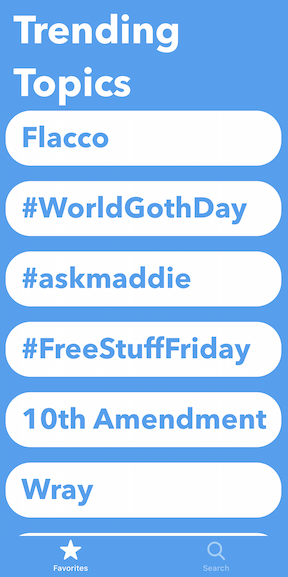 Trending
Topics
Flacco
#WorldGothDay
#askmaddie
#FreeStuffFriday
10th Amendment
Wray
Favorites
Search